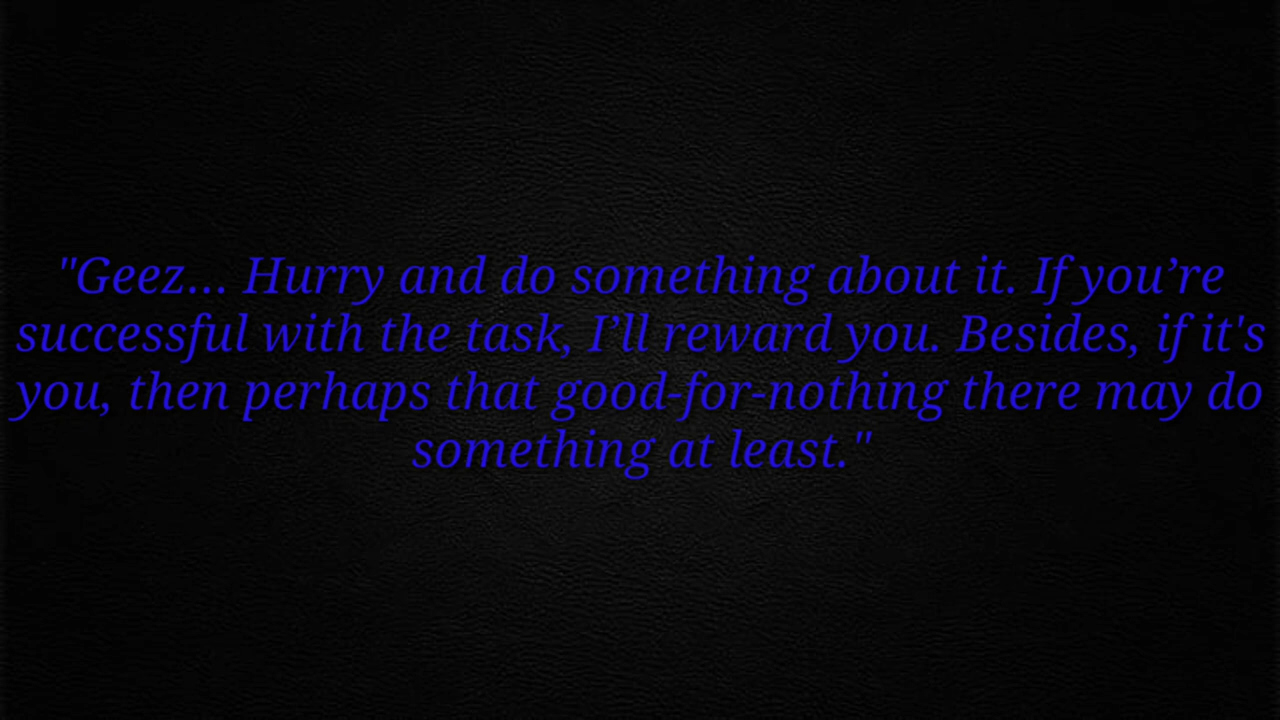 "Geez... Hurry and do something about it. If you’re
successful with the task, I’ll reward you. Besides, if it's
you, then perhaps that good-for-nothing there may do
something at least."